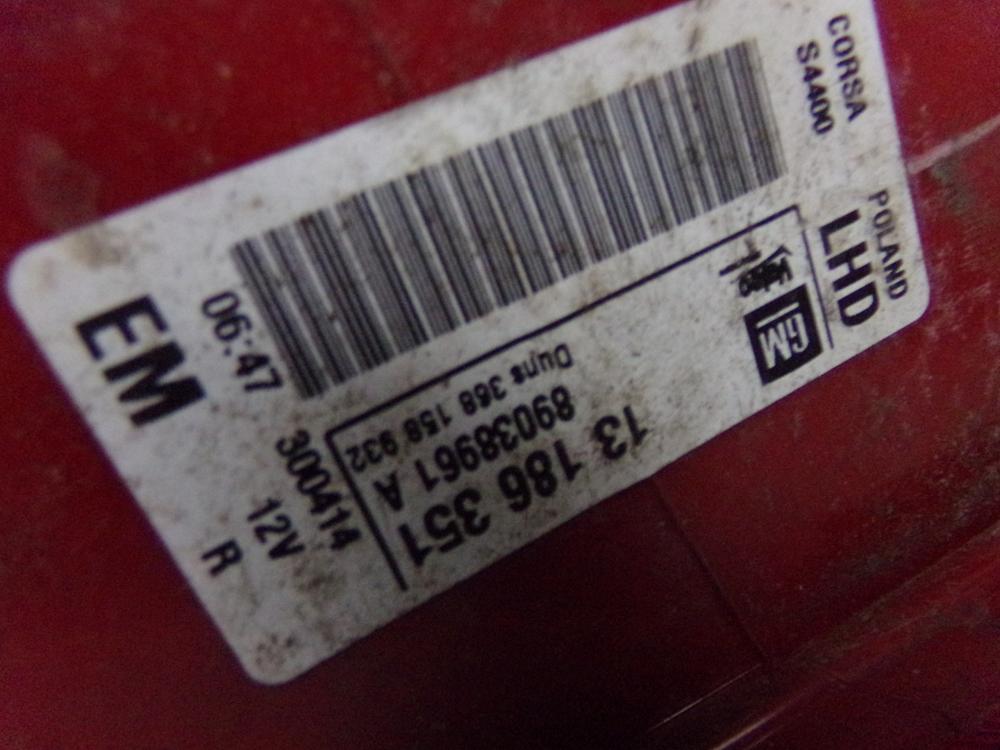 CORSA
S4400
POLAND
LHD
GM
13 186 351
89038961 A
Duns 368 158 932
06:47
300414
12V
R
EM